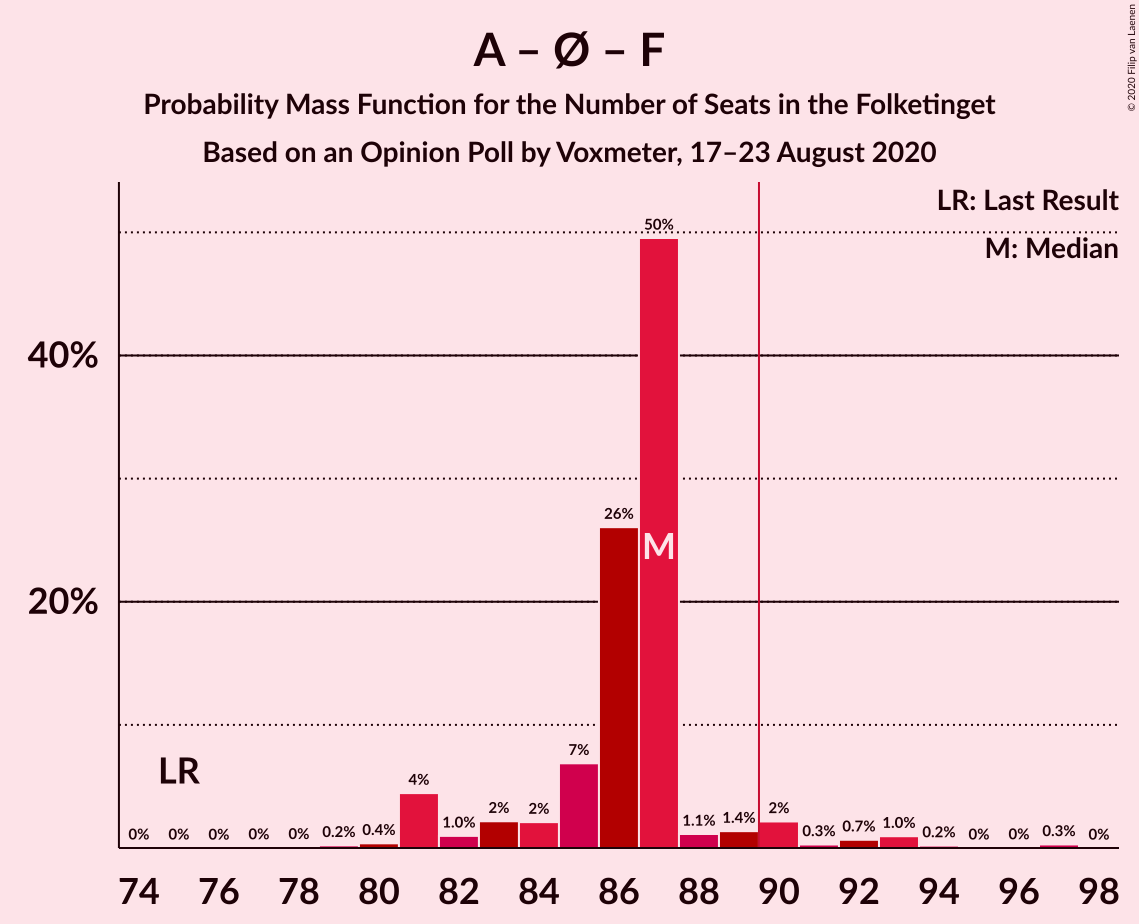 A – Ø – F
Probability Mass Function for the Number of Seats in the Folketinget
Based on an Opinion Poll by Voxmeter, 17–23 August 2020
© 2020 Filip van Laenen
LR: Last Result
M: Median
50%
40%
26%
M
20%
7%
LR
4%
0% 0% 0% 0% 0% 0.2% 0.4% 1.0% 2% 2% 1.1% 1.4% 2% 0.3% 0.7% 1.0% 0.2% 0% 0% 0.3% 0%
74 76 78 80 82 84 86 88 90 92 94 96 98